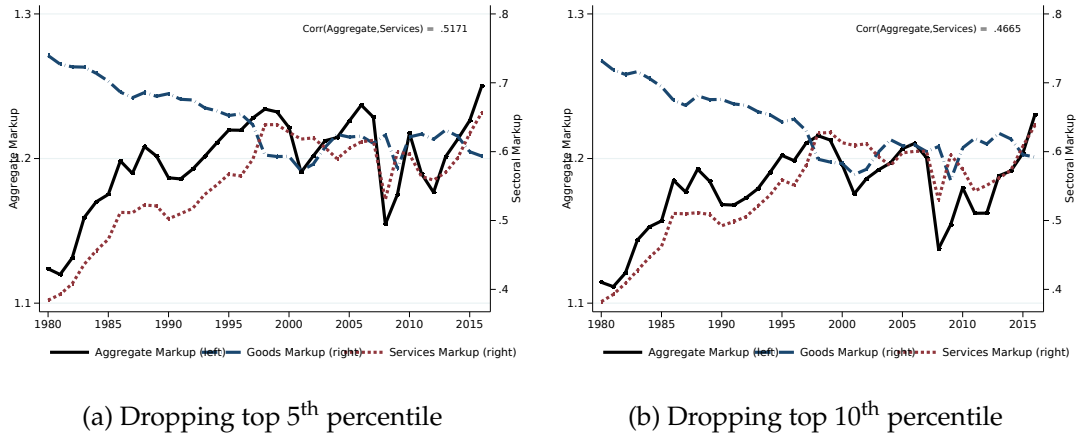 1.3
.8
Corr(Aggregate,Services) = .5171
.7
Aggregate Markup
1.2
.6
Sectoral Markup
.5
1.1
.4
1980 1985 1990 1995 2000 2005 2010 2015
Aggregate Markup (left) Goods Markup (right) Services Markup (right)
(a) Dropping top 5th percentile
1.3
.8
Corr(Aggregate,Services) = .4665
.7
Aggregate Markup
1.2
.6
Sectoral Markup
.5
1.1
.4
1980 1985 1990 1995 2000 2005 2010 2015
Aggregate Markup (left) Goods Markup (right) Services Markup (right)
(b) Dropping top 10th percentile